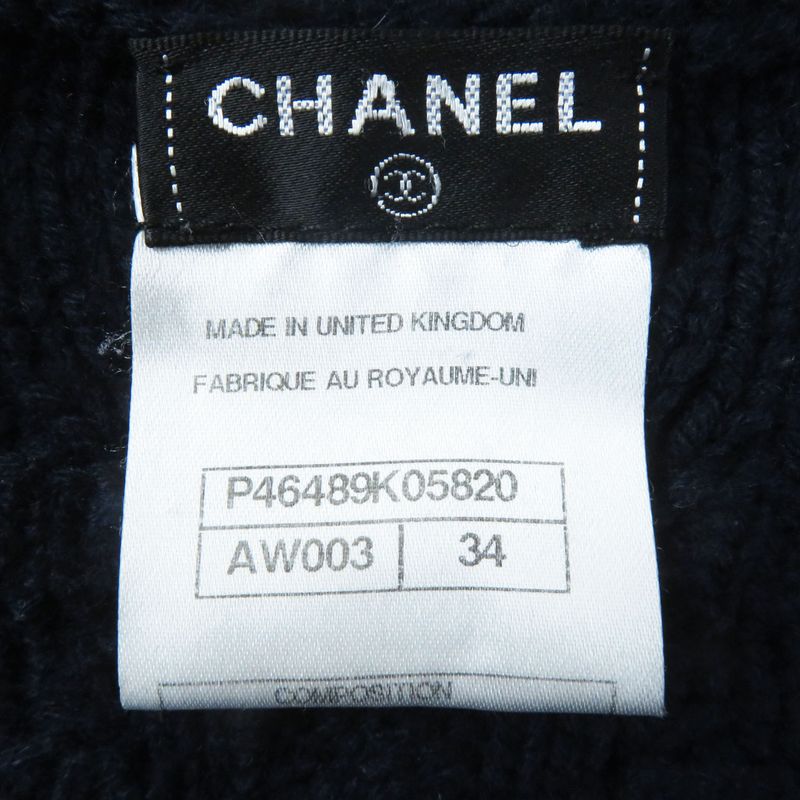 CHANEL
MADE IN UNITED KINGDOM
FABRIQUE AU ROYAUME-UNI
P46489K05820
AW003 34
COMPOSITION